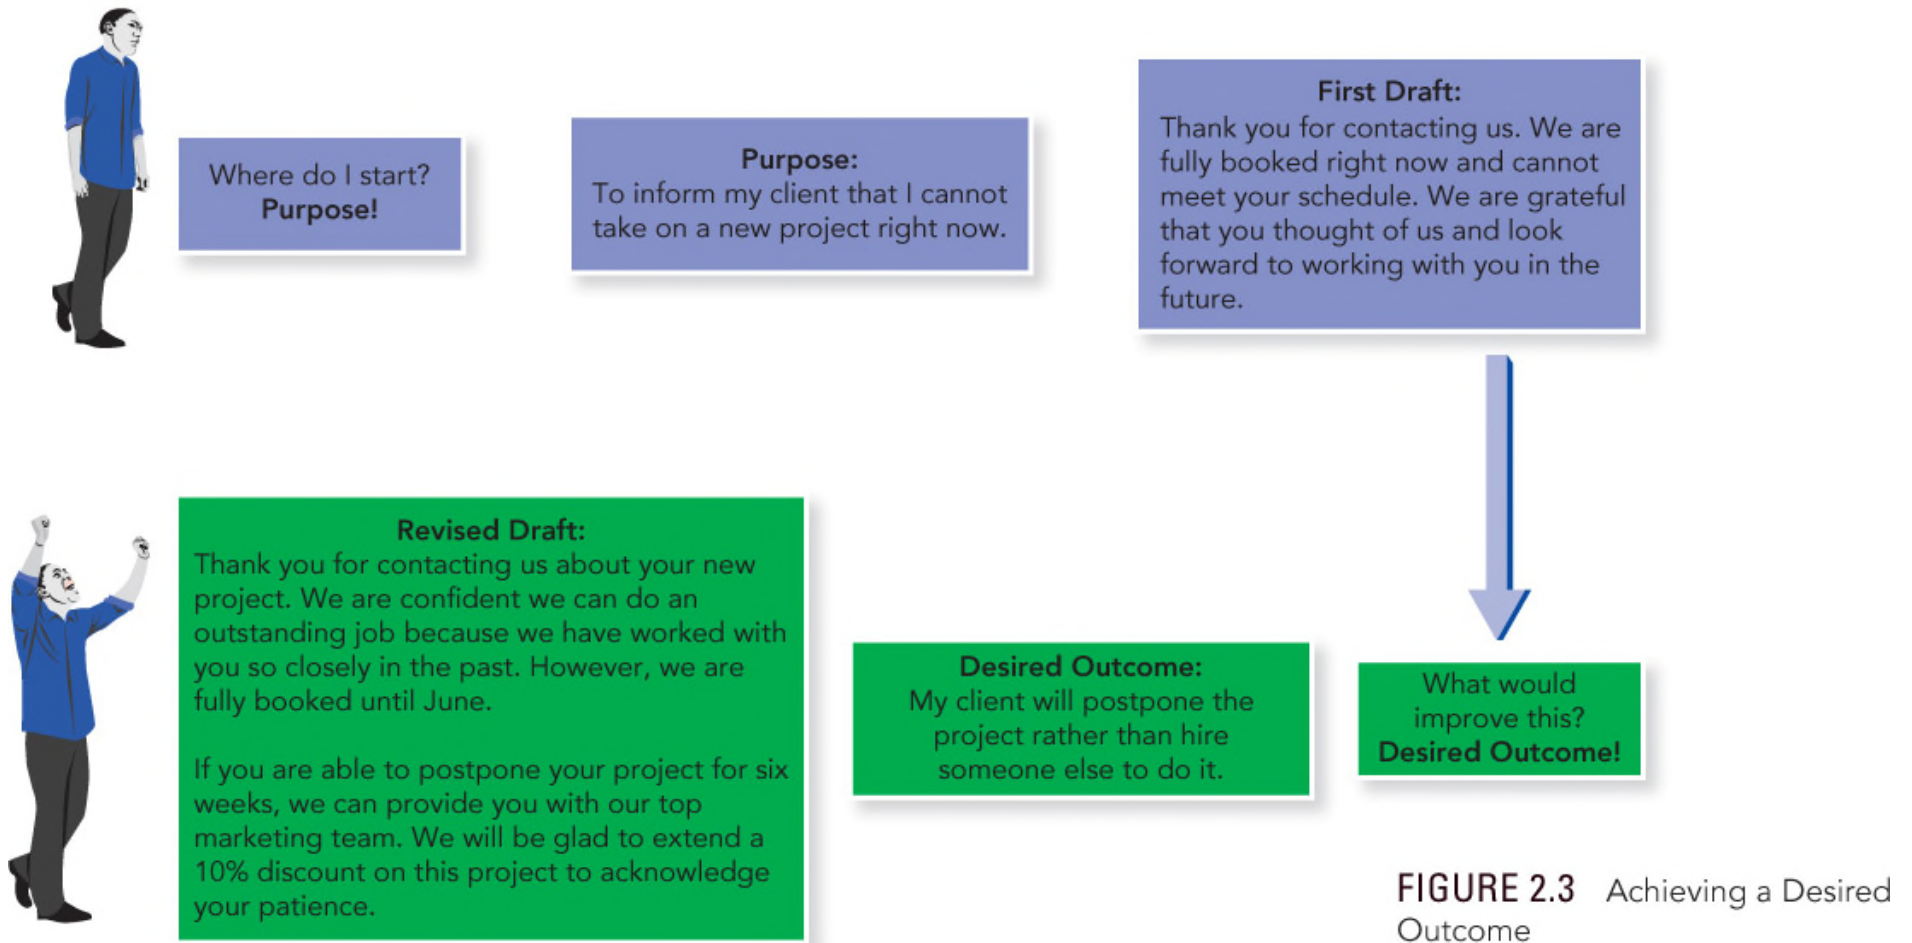 Where do I start?
Purpose!
Purpose:
To inform my client that I cannot
take on a new project right now.
First Draft:
Thank you for contacting us. We are
fully booked right now and cannot
meet your schedule. We are grateful
that you thought of us and look
forward to working with you in the
future.
What would
improve this?
Desired Outcome!
Desired Outcome:
My client will postpone the
project rather than hire
someone else to do it.
Revised Draft:
Thank you for contacting us about your new
project. We are confident we can do an
outstanding job because we have worked with
you so closely in the past. However, we are
fully booked until June.
If you are able to postpone your project for six
weeks, we can provide you with our top
marketing team. We will be glad to extend a
10% discount on this project to acknowledge
your patience.
FIGURE 2.3 Achieving a Desired
Outcome